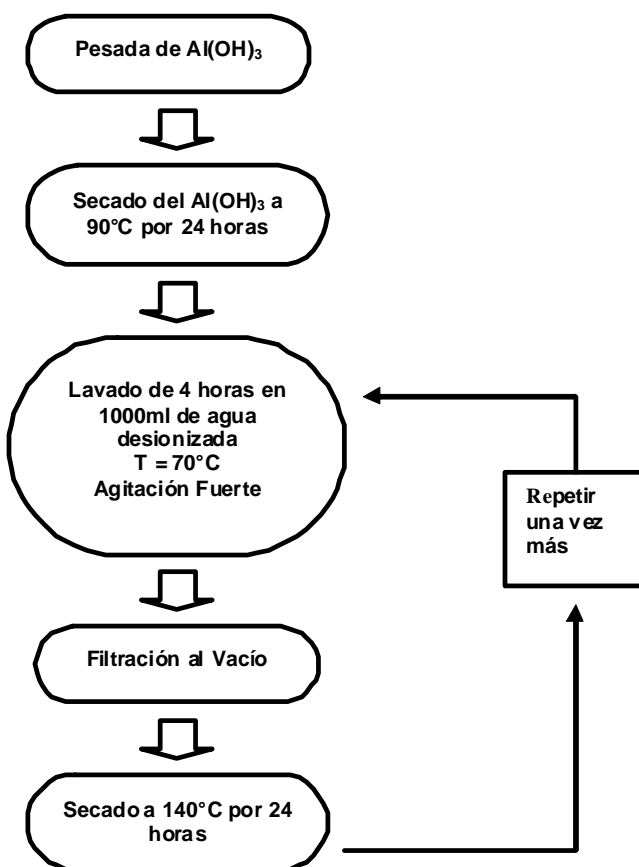 Pesada de Al(OH)₃
Secado del Al(OH)₃ a
90°C por 24 horas
Lavado de 4 horas en
1000ml de agua
desionizada
T = 70°C
Agitación Fuerte
Repetir
una vez
más
Filtración al Vacío
Secado a 140°C por 24
horas